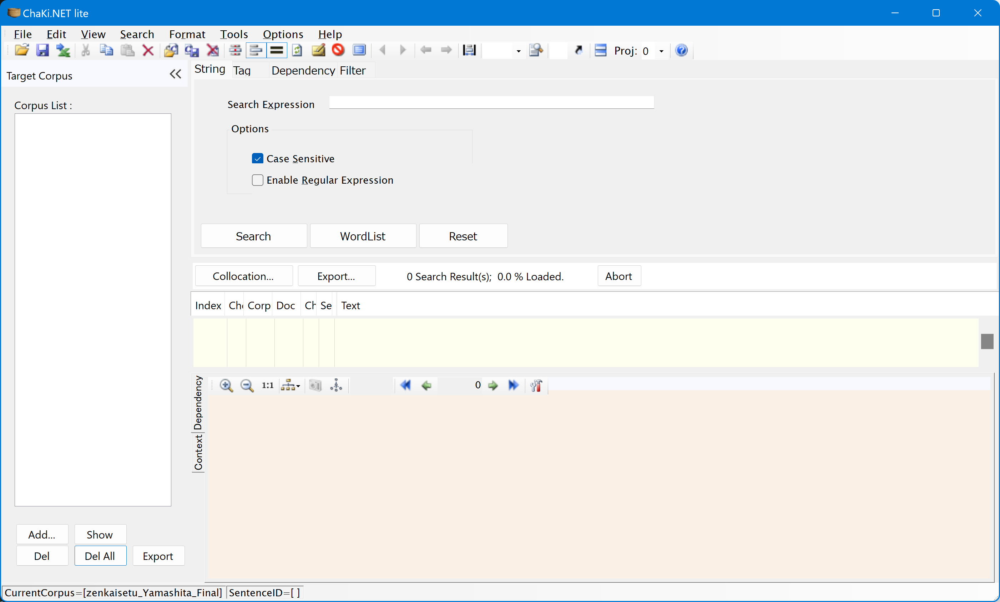 ChaKi.NET lite
File Edit View Search Format Tools Options Help
Proj: 0
Target Corpus
String Tag Dependency Filter
Corpus List :
Search Expression
Options
Case Sensitive
Enable Regular Expression
Search WordList Reset
Collocation... Export... 0 Search Result(s); 0.0 % Loaded. Abort
Index Che Corp Doc Ch Se Text
1:1 0
Dependency
Context
Add... Show
Del Del All Export
CurrentCorpus=[zenkaisetu_Yamashita_Final] SentenceID=[ ]